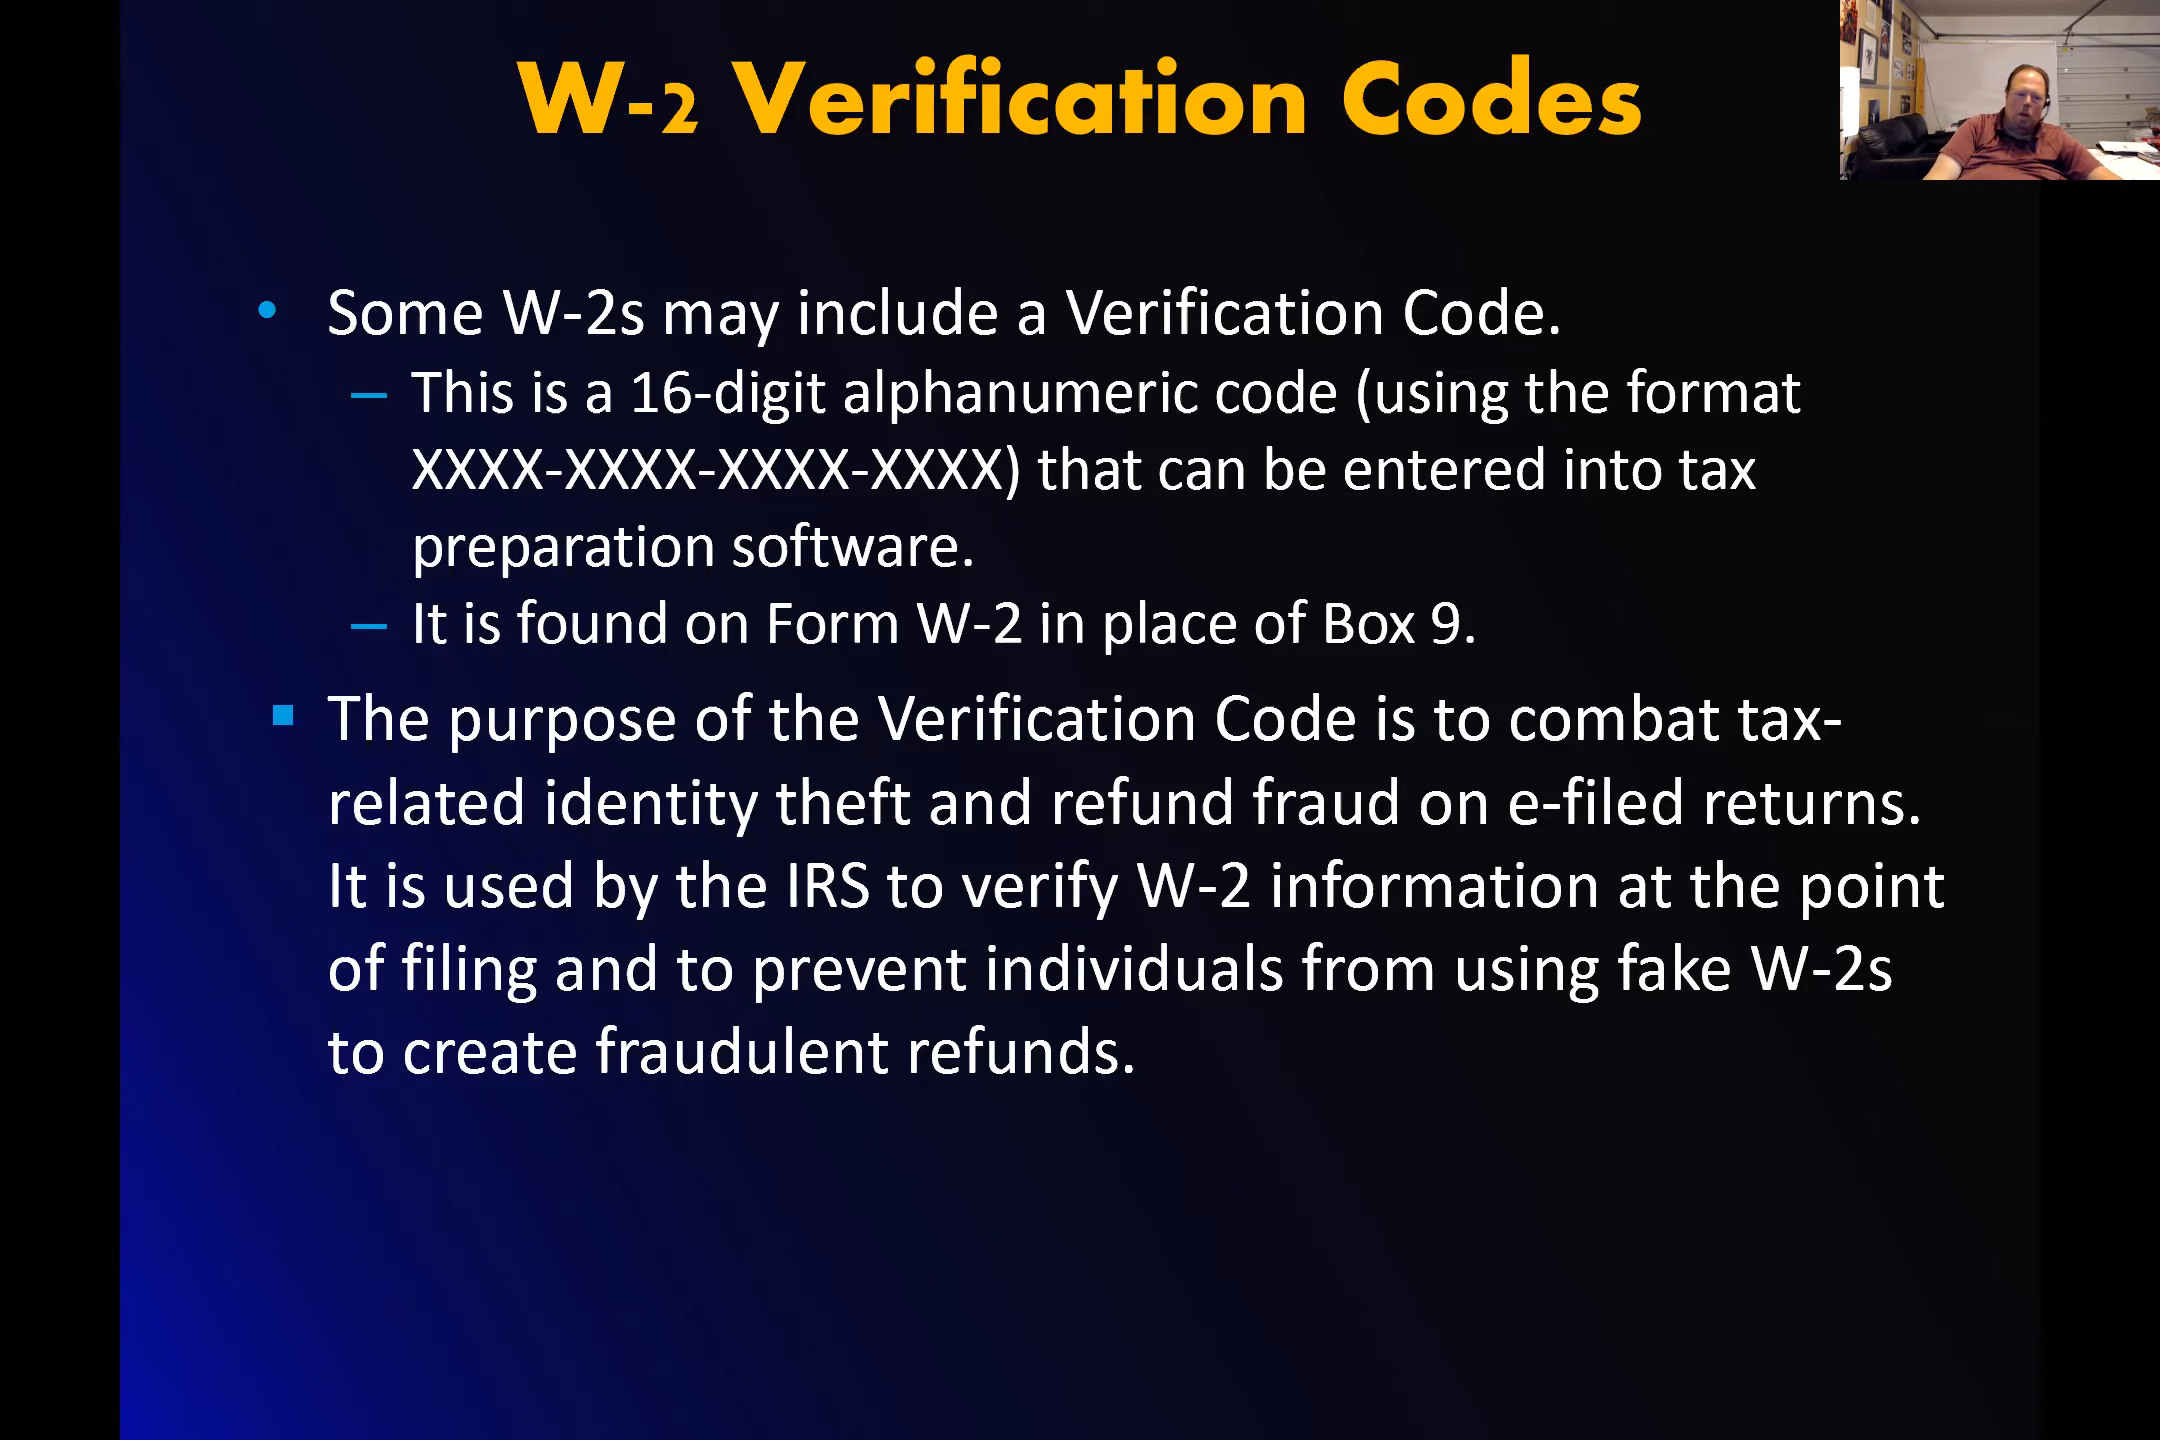 W-2 Verification Codes
• Some W-2s may include a Verification Code.
– This is a 16-digit alphanumeric code (using the format
XXXX-XXXX-XXXX-XXXX) that can be entered into tax
preparation software.
– It is found on Form W-2 in place of Box 9.
▪ The purpose of the Verification Code is to combat tax-
related identity theft and refund fraud on e-filed returns.
It is used by the IRS to verify W-2 information at the point
of filing and to prevent individuals from using fake W-2s
to create fraudulent refunds.